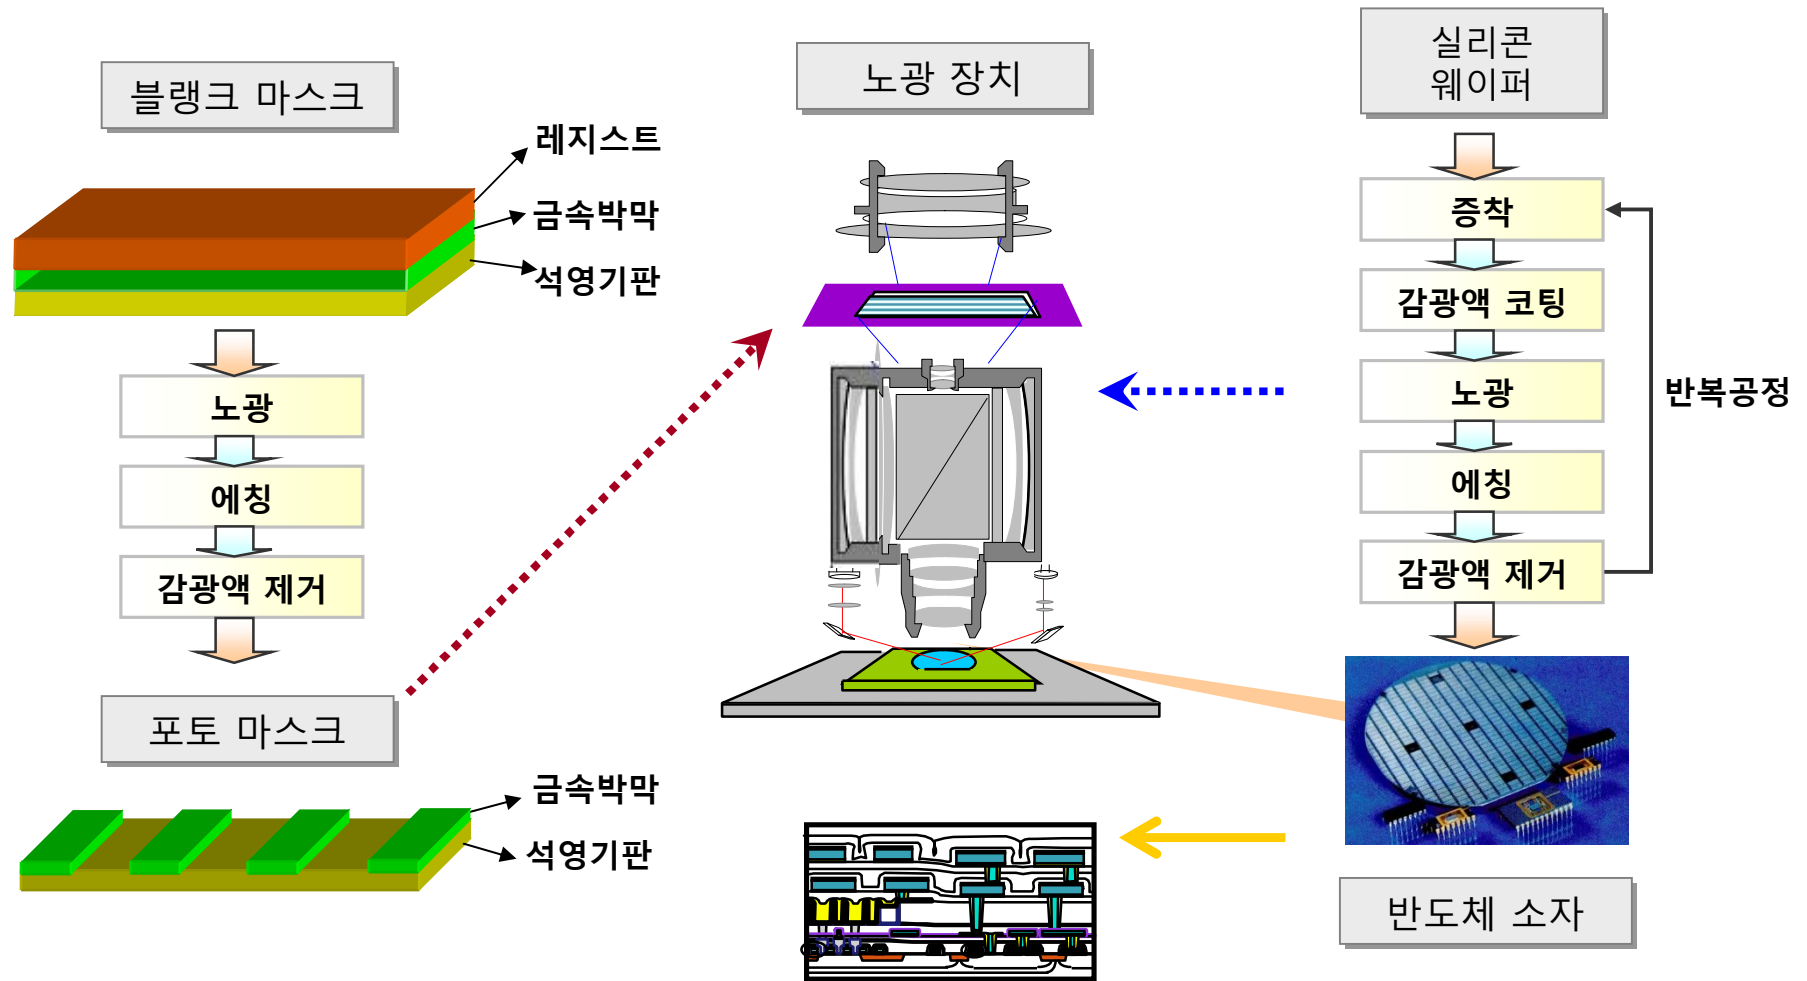 블랭크 마스크
레지스트
금속박막
석영기판
노광
에칭
감광액 제거
포토 마스크
금속박막
석영기판
노광 장치
실리콘
웨이퍼
증착
감광액 코팅
노광
에칭
감광액 제거
반복공정
반도체 소자